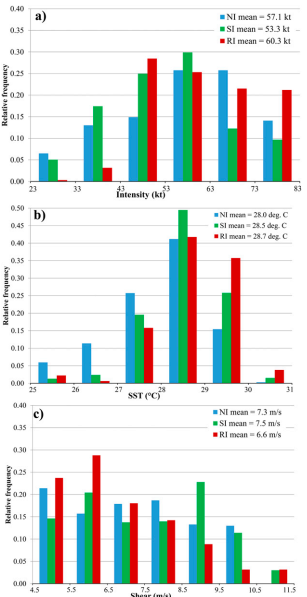 a)
NI mean = 57.1 kt
SI mean = 53.3 kt
RI mean = 60.3 kt
Relative frequency
0.35
0.30
0.25
0.20
0.15
0.10
0.05
0.00
23 33 43 53 63 73 83
Intensity (kt)
b)
NI mean = 28.0 deg. C
SI mean = 28.5 deg. C
RI mean = 28.7 deg. C
Relative frequency
0.50
0.45
0.40
0.35
0.30
0.25
0.20
0.15
0.10
0.05
0.00
25 26 27 28 29 30 31
SST (°C)
c)
NI mean = 7.3 m/s
SI mean = 7.5 m/s
RI mean = 6.6 m/s
Relative frequency
0.40
0.35
0.30
0.25
0.20
0.15
0.10
0.05
0.00
4.5 5.5 6.5 7.5 8.5 9.5 10.5 11.5
Shear (m/s)